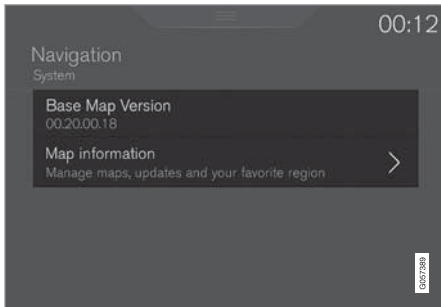 00:12
Navigation
System
Base Map Version
00.20.00.18
Map information
Manage maps, updates and your favorite region
G057389